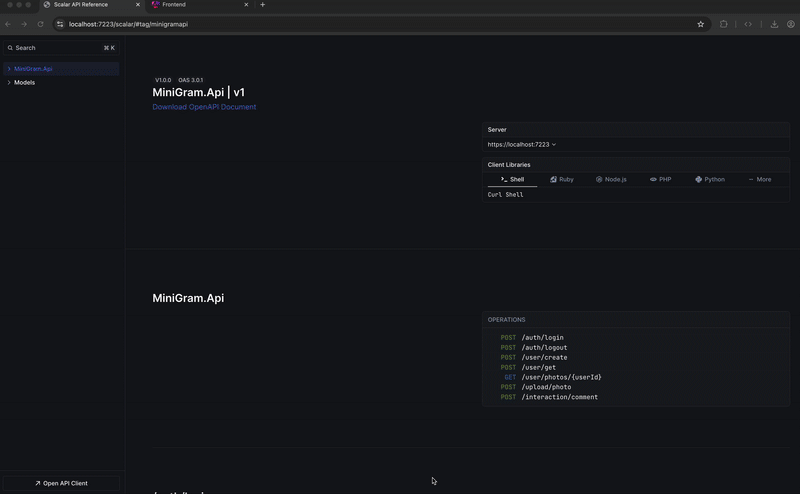 Scalar API Reference
Frontend
localhost:7223/scalar/#tag/minigramapi
Search
⌘ K
MiniGram.Api
Models
V1.0.0 OAS 3.0.1
MiniGram.Api | v1
Download OpenAPI Document
Server
https://localhost:7223
Client Libraries
Shell
Ruby
Node.js
PHP
Python
More
Curl Shell
MiniGram.Api
OPERATIONS
POST /auth/login
POST /auth/logout
POST /user/create
POST /user/get
GET /user/photos/{userId}
POST /upload/photo
POST /interaction/comment
Open API Client